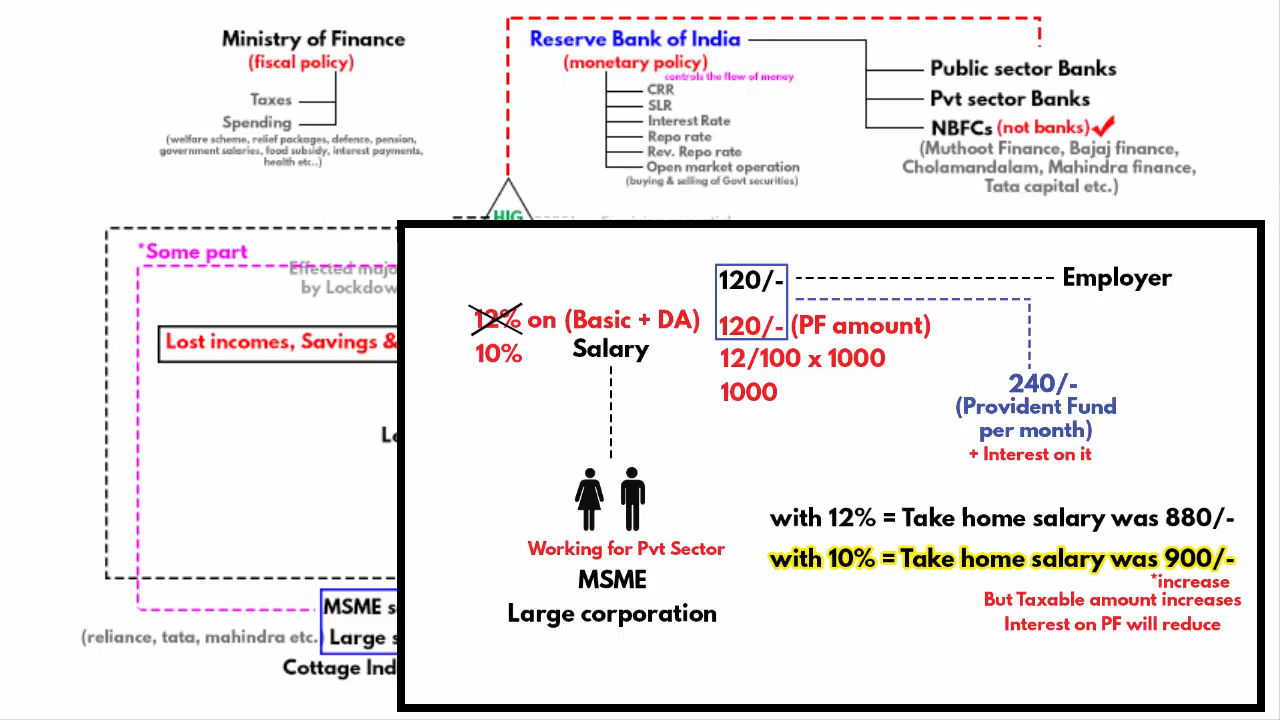 Ministry of Finance
(fiscal policy)
Taxes
Spending
(welfare scheme, relief packages, defence, pension,
government salaries, food subsidy, interest payments,
health etc..)
Reserve Bank of India
(monetary policy)
controls the flow of money
CRR
SLR
Interest Rate
Repo rate
Rev. Repo rate
Open market operation
(buying & selling of Govt securities)
Public sector Banks
Pvt sector Banks
NBFCs (not banks)
(Muthoot Finance, Bajaj finance,
Cholamandalam, Mahindra finance,
Tata capital etc.)
HIG
*Some part
Effected majo
by Lockdow
Lost incomes, Savings &
Le
MSME s
(reliance, tata, mahindra etc.) Large s
Cottage Ind
120/- Employer
12% on (Basic + DA) 120/- (PF amount)
10% Salary 12/100 x 1000
1000
240/-
(Provident Fund
per month)
+ Interest on it
Working for Pvt Sector
MSME
Large corporation
with 12% = Take home salary was 880/-
with 10% = Take home salary was 900/-
*increase
But Taxable amount increases
Interest on PF will reduce